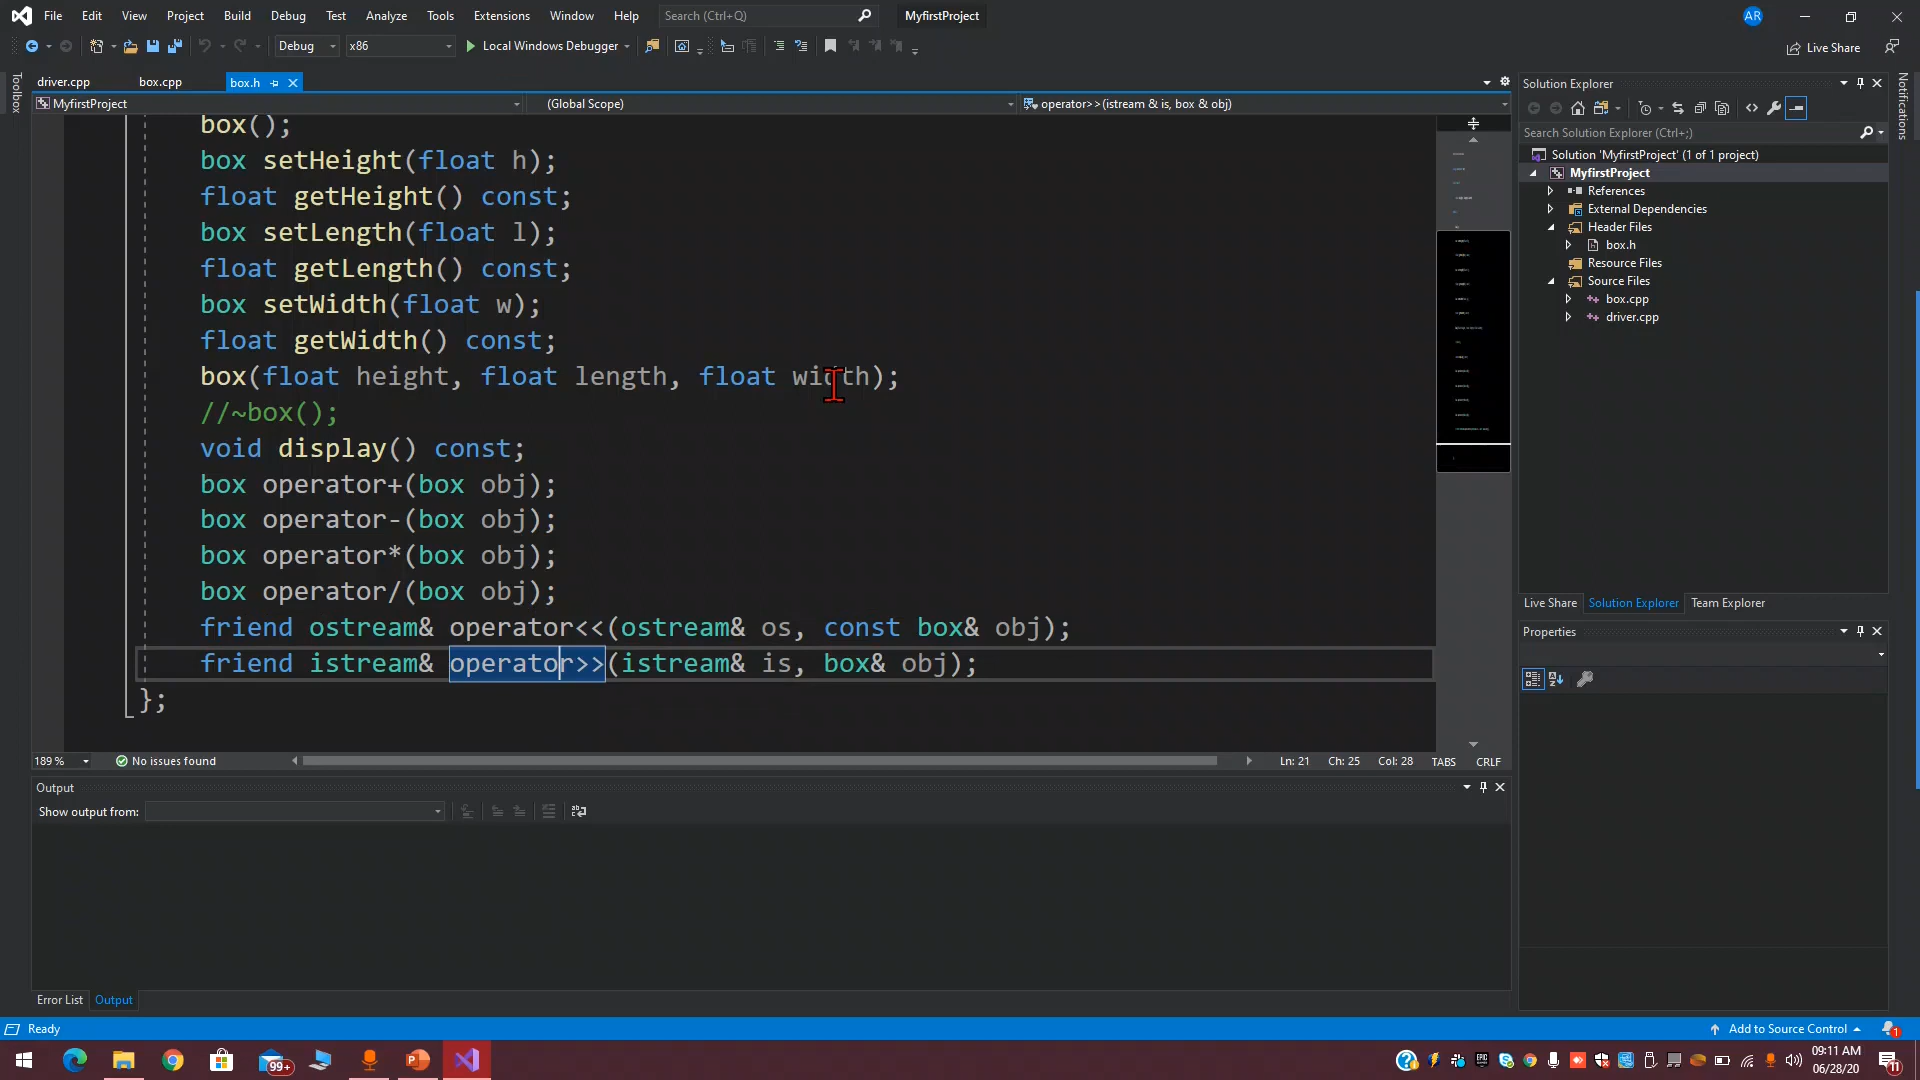 File Edit View Project Build Debug Test Analyze Tools Extensions Window Help Search (Ctrl+Q) MyfirstProject AR
Debug x86 Local Windows Debugger Live Share
Toolbox
driver.cpp box.cpp box.h
MyfirstProject (Global Scope) operator>>(istream & is, box & obj)
box();
box setHeight(float h);
float getHeight() const;
box setLength(float l);
float getLength() const;
box setWidth(float w);
float getWidth() const;
box(float height, float length, float width);
//~box();
void display() const;
box operator+(box obj);
box operator-(box obj);
box operator*(box obj);
box operator/(box obj);
friend ostream& operator<<(ostream& os, const box& obj);
friend istream& operator>>(istream& is, box& obj);
};
189 % No issues found Ln: 21 Ch: 25 Col: 28 TABS CRLF
Output
Show output from:
Error List Output
Solution Explorer
Search Solution Explorer (Ctrl+;)
Solution 'MyfirstProject' (1 of 1 project)
MyfirstProject
References
External Dependencies
Header Files
box.h
Resource Files
Source Files
box.cpp
driver.cpp
Live Share Solution Explorer Team Explorer
Properties
Notifications
Ready Add to Source Control 1
99+
09:11 AM
06/28/20
11